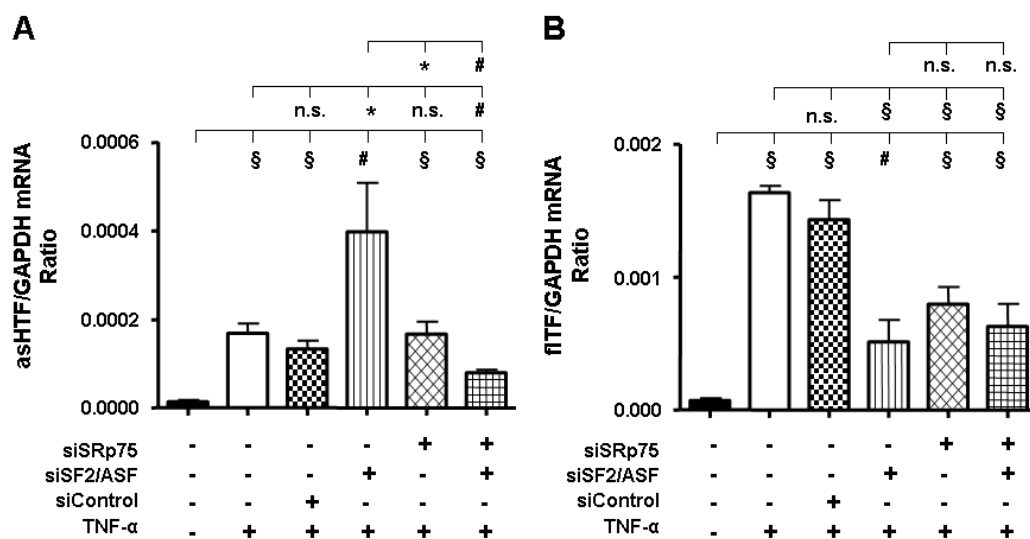 A
* #
n.s. * n.s. #
§ § # § §
0.0006
0.0004
0.0002
0.0000
asHTF/GAPDH mRNA
Ratio
siSRp75 - - - - + +
siSF2/ASF - - - + - +
siControl - - + - - -
TNF-α - + + + + +
B
n.s. n.s.
n.s. § § §
§ § # § §
0.002
0.001
0.000
flTF/GAPDH mRNA
Ratio
siSRp75 - - - - + +
siSF2/ASF - - - + - +
siControl - - + - - -
TNF-α - + + + + +